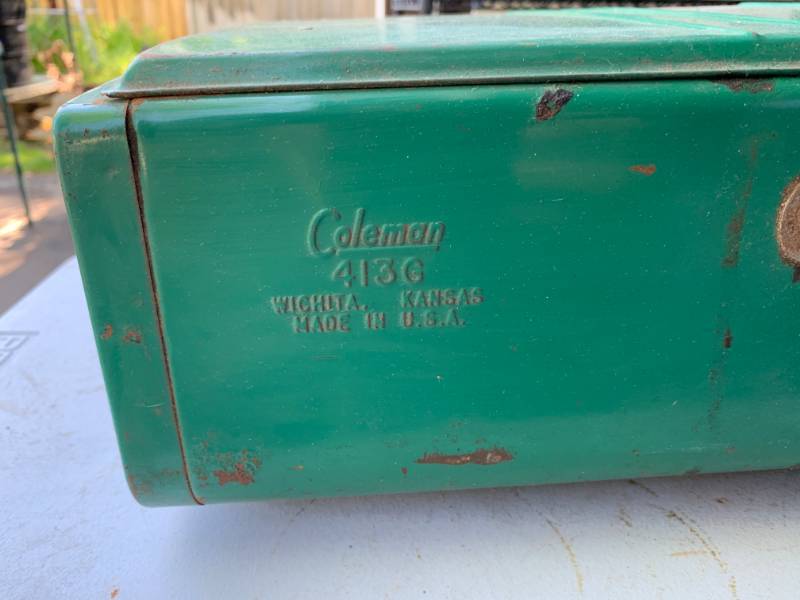 Coleman
413G
WICHITA, KANSAS
MADE IN U.S.A.